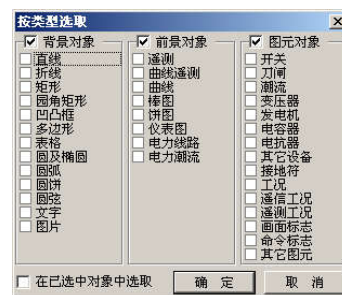 按类型选取
背景对象
直线
折线
矩形
园角矩形
凹凸框
多边形
表格
圆及椭圆
圆弧
圆饼
圆弦
文字
图片
前景对象
遥测
曲线遥测
曲线
棒图
饼图
仪表图
电力线路
电力潮流
图元对象
开关
刀闸
潮流
变压器
发电机
电容器
电抗器
其它设备
接地符
工况
遥信工况
遥测工况
画面标志
命令标志
其它图元
在已选中对象中选取
确 定
取 消